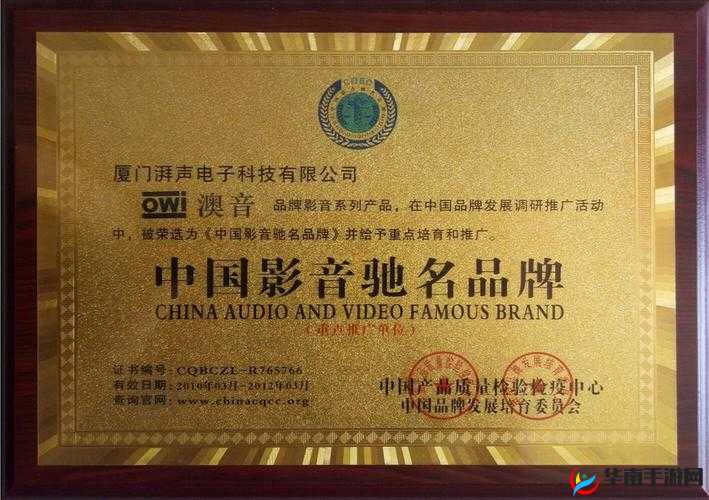 CQBC
厦门湃声电子科技有限公司
OWI 澳音 品牌影音系列产品，在中国品牌发展调研推广活动
中，被荣选为《中国影音驰名品牌》并给予重点培育和推广。
中国影音驰名品牌
CHINA AUDIO AND VIDEO FAMOUS BRAND
（重点推广单位）
证书编号：CQBCZL-R765766
有效日期：2010年03月-2012年03月
查询官网：www.chinacqcc.org
中国产品质量检验检疫中心
中国品牌发展培育委员会
华南手游网